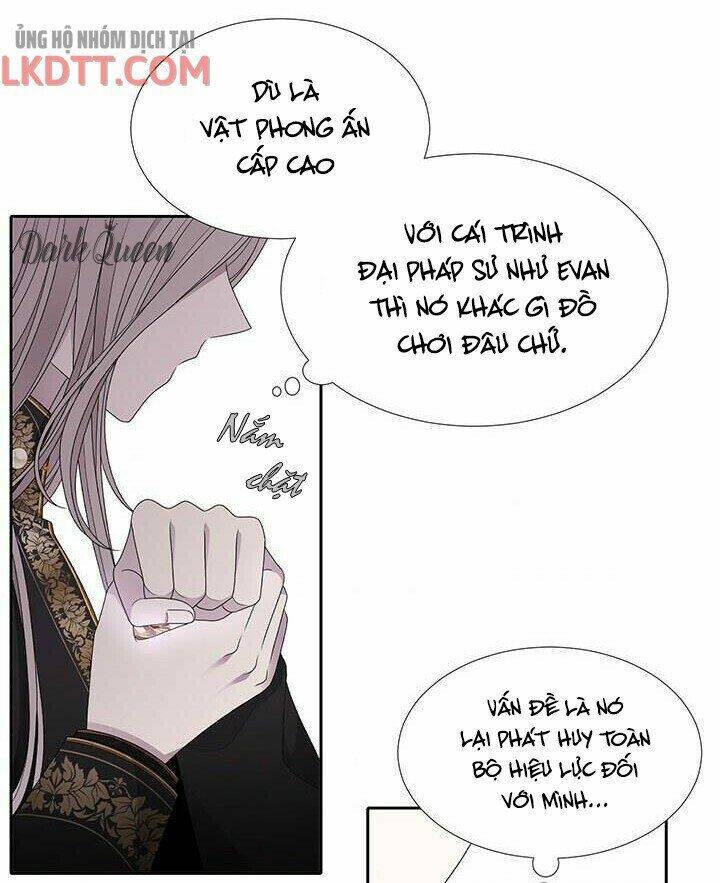 ỦNG HỘ NHÓM DỊCH TẠI
LKDTT.COM
DÙ LÀ
VẬT PHONG ẤN
CẤP CAO
Dark Queen
VỚI CÁI TRÌNH
ĐẠI PHÁP SƯ NHƯ EVAN
THÌ NÓ KHÁC GÌ ĐỒ
CHƠI ĐÂU CHỨ.
Nắm
chặt
VẤN ĐỀ LÀ NÓ
LẠI PHÁT HUY TOÀN
BỘ HIỆU LỰC ĐỐI
VỚI MÌNH...